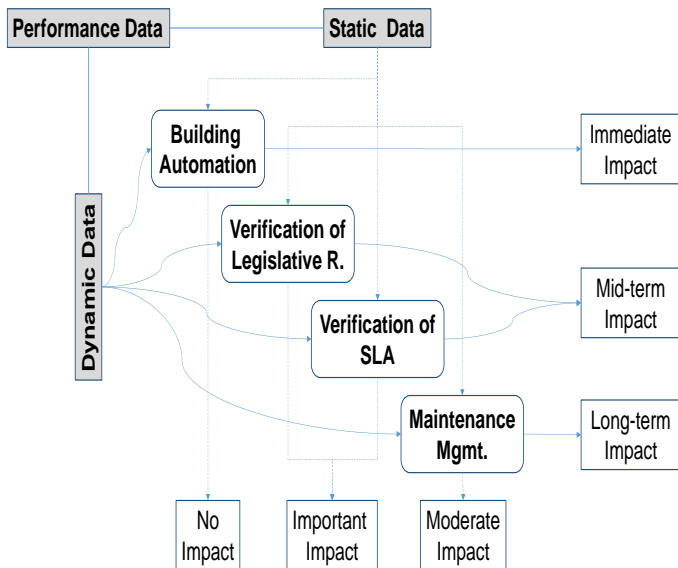 Performance Data
Static Data
Building
Automation
Immediate
Impact
Dynamic Data
Verification of
Legislative R.
Mid-term
Impact
Verification of
SLA
Maintenance
Mgmt.
Long-term
Impact
No
Impact
Important
Impact
Moderate
Impact